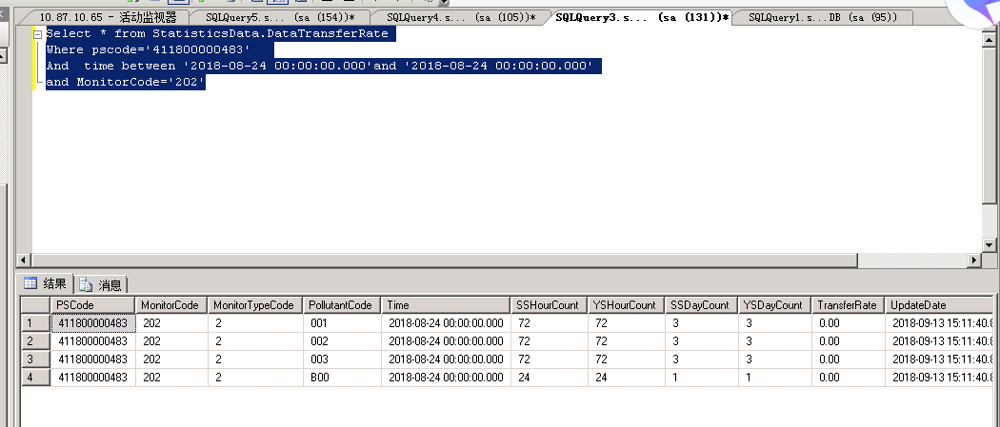 10.87.10.65 - 活动监视器 SQLQuery5.s... (sa (154))* SQLQuery4.s... (sa (105))* SQLQuery3.s... (sa (131))* SQLQuery1.s...DB (sa (95))
Select * from StatisticsData.DataTransferRate
Where pscode='411800000483'
And  time between '2018-08-24 00:00:00.000'and '2018-08-24 00:00:00.000'
and MonitorCode='202'
结果 消息
PSCode MonitorCode MonitorTypeCode PollutantCode Time SSHourCount YSHourCount SSDayCount YSDayCount TransferRate UpdateDate
1 411800000483 202 2 001 2018-08-24 00:00:00.000 72 72 3 3 0.00 2018-09-13 15:11:40.8
2 411800000483 202 2 002 2018-08-24 00:00:00.000 72 72 3 3 0.00 2018-09-13 15:11:40.8
3 411800000483 202 2 003 2018-08-24 00:00:00.000 72 72 3 3 0.00 2018-09-13 15:11:40.8
4 411800000483 202 2 B00 2018-08-24 00:00:00.000 24 24 1 1 0.00 2018-09-13 15:11:40.8